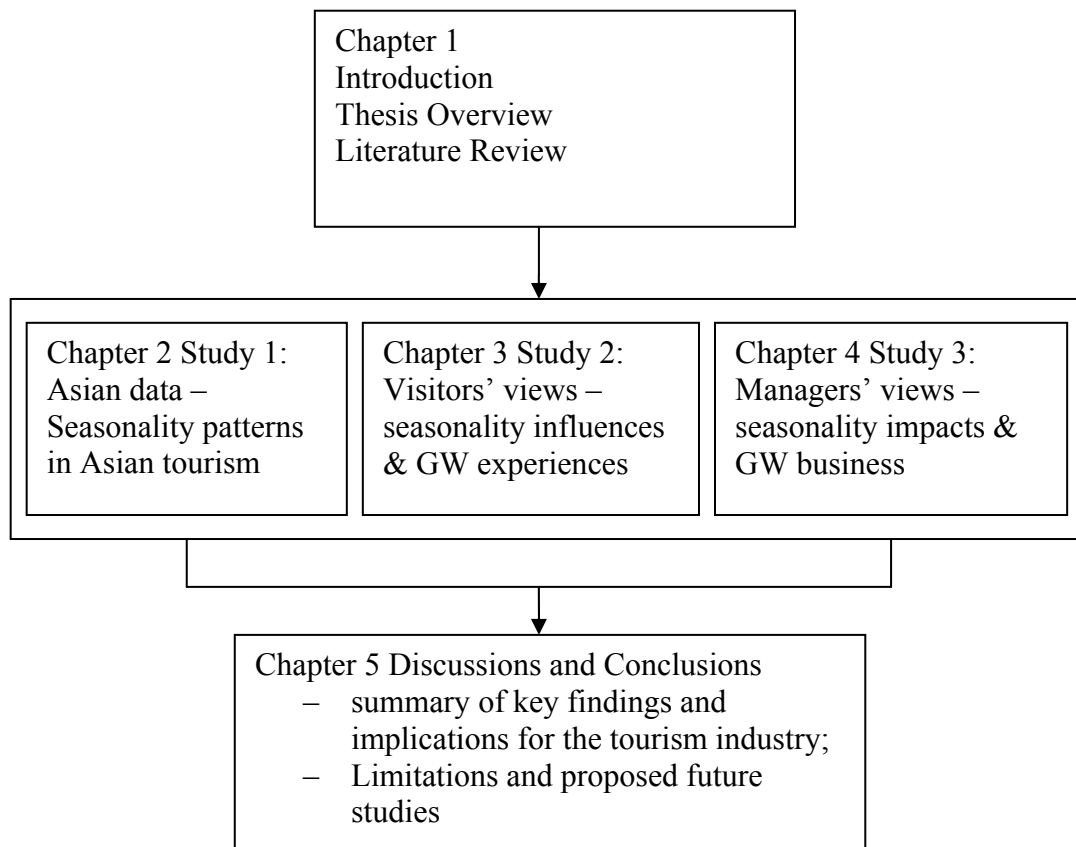 Chapter 1
Introduction
Thesis Overview
Literature Review
Chapter 2 Study 1:
Asian data –
Seasonality patterns
in Asian tourism
Chapter 3 Study 2:
Visitors’ views –
seasonality influences
& GW experiences
Chapter 4 Study 3:
Managers’ views –
seasonality impacts &
GW business
Chapter 5 Discussions and Conclusions
– summary of key findings and
implications for the tourism industry;
– Limitations and proposed future
studies